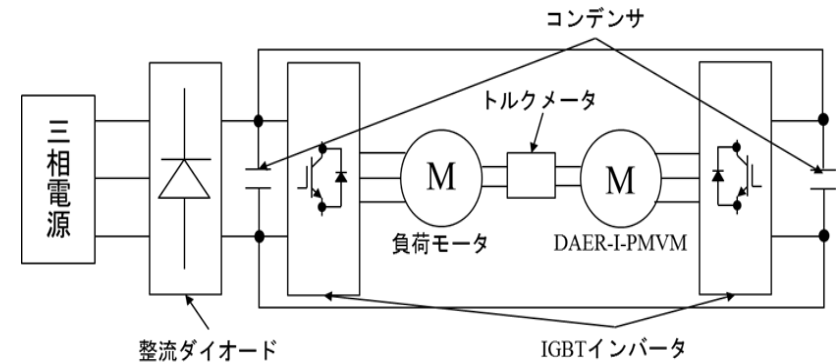 コンデンサ
トルクメータ
三相電源
M
M
負荷モータ
DAER-I-PMVM
整流ダイオード
IGBTインバータ